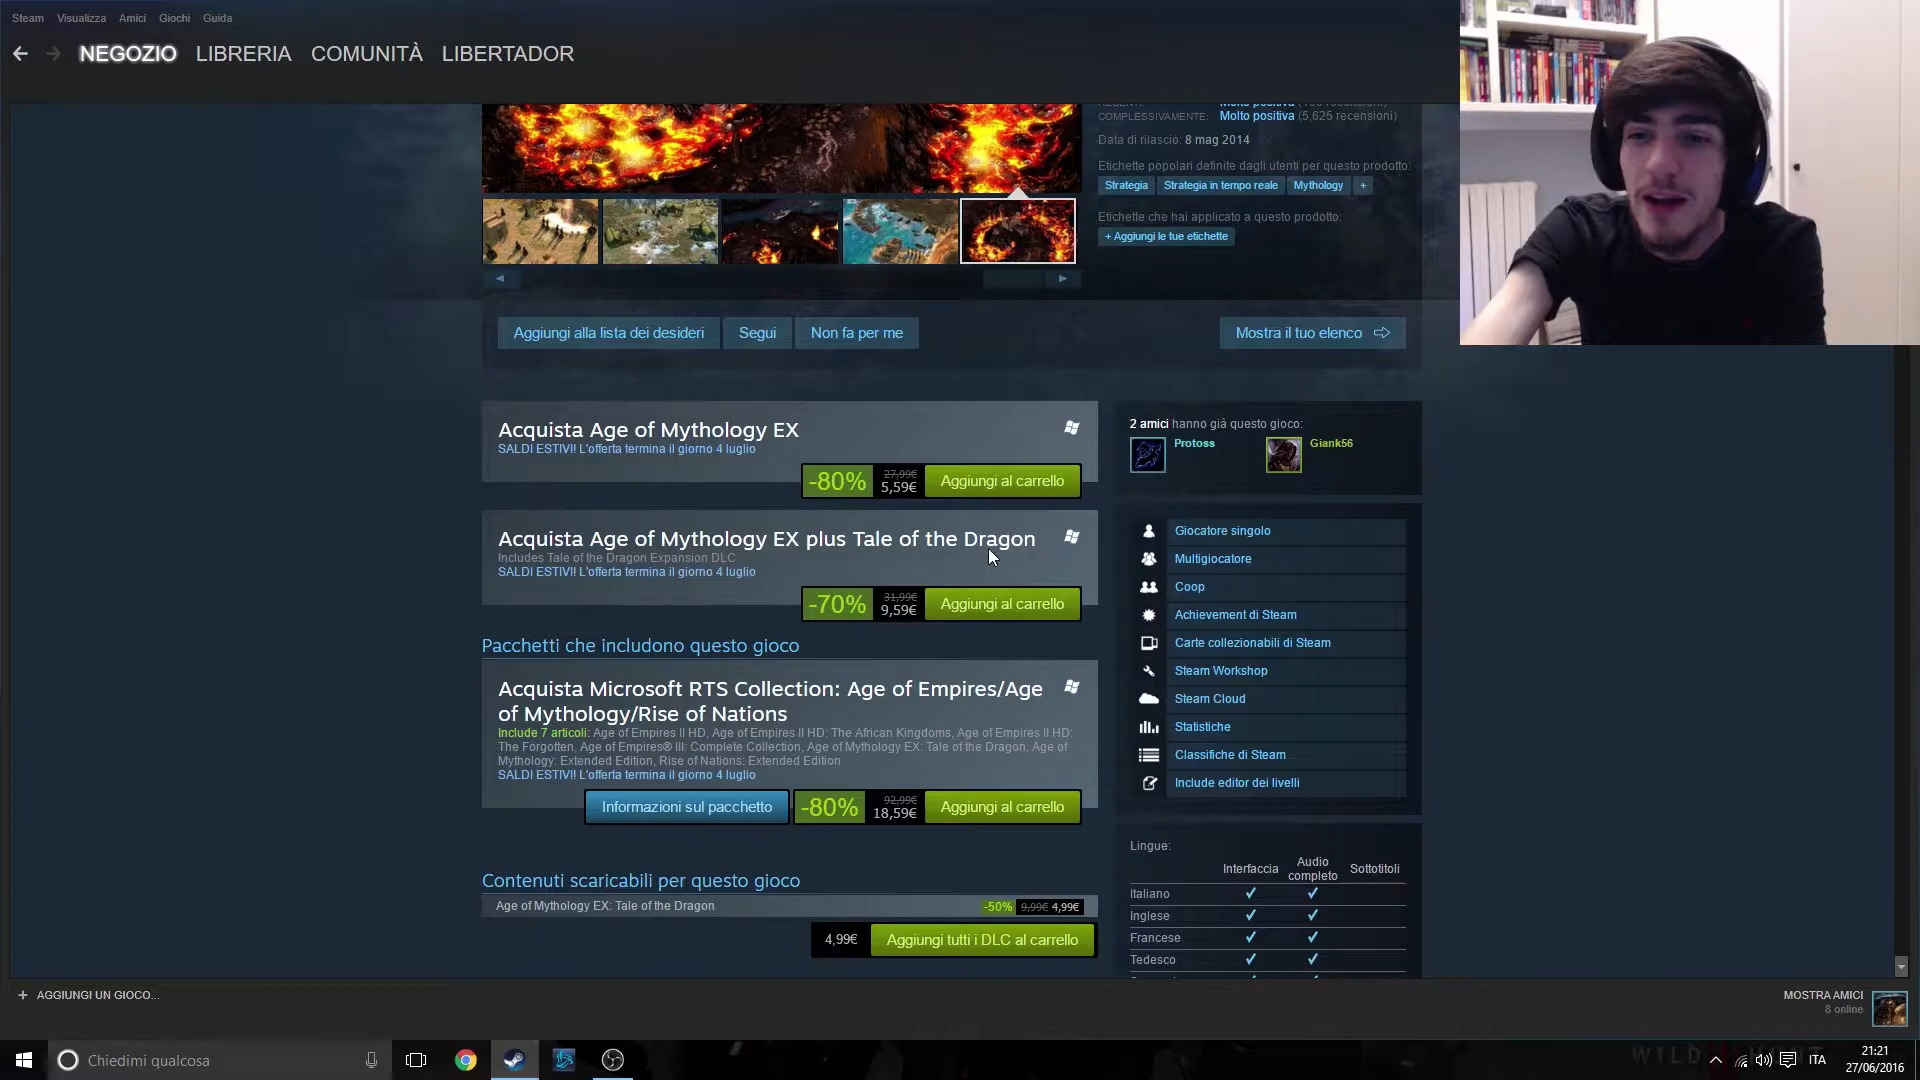 Steam Visualizza Amici Giochi Guida
NEGOZIO LIBRERIA COMUNITÀ LIBERTADOR
COMPLESSIVAMENTE: Molto positiva (5,625 recensioni)
Data di rilascio: 8 mag 2014
Etichette popolari definite dagli utenti per questo prodotto:
Strategia Strategia in tempo reale Mythology +
Etichette che hai applicato a questo prodotto:
+ Aggiungi le tue etichette
Aggiungi alla lista dei desideri Segui Non fa per me Mostra il tuo elenco
Acquista Age of Mythology EX
SALDI ESTIVI! L'offerta termina il giorno 4 luglio
-80% 27,99€ 5,59€ Aggiungi al carrello
Acquista Age of Mythology EX plus Tale of the Dragon
Includes Tale of the Dragon Expansion DLC
SALDI ESTIVI! L'offerta termina il giorno 4 luglio
-70% 31,99€ 9,59€ Aggiungi al carrello
Pacchetti che includono questo gioco
Acquista Microsoft RTS Collection: Age of Empires/Age
of Mythology/Rise of Nations
Include 7 articoli: Age of Empires II HD, Age of Empires II HD: The African Kingdoms, Age of Empires II HD:
The Forgotten, Age of Empires® III: Complete Collection, Age of Mythology EX: Tale of the Dragon, Age of
Mythology: Extended Edition, Rise of Nations: Extended Edition
SALDI ESTIVI! L'offerta termina il giorno 4 luglio
Informazioni sul pacchetto -80% 92,99€ 18,59€ Aggiungi al carrello
Contenuti scaricabili per questo gioco
Age of Mythology EX: Tale of the Dragon -50% 9,99€ 4,99€
4,99€ Aggiungi tutti i DLC al carrello
2 amici hanno già questo gioco:
Protoss Giank56
Giocatore singolo
Multigiocatore
Coop
Achievement di Steam
Carte collezionabili di Steam
Steam Workshop
Steam Cloud
Statistiche
Classifiche di Steam
Include editor dei livelli
Lingue:
Interfaccia Audio completo Sottotitoli
Italiano
Inglese
Francese
Tedesco
+ AGGIUNGI UN GIOCO...
MOSTRA AMICI
8 online
Chiedimi qualcosa
WILD HUNT
ITA
21:21
27/06/2016